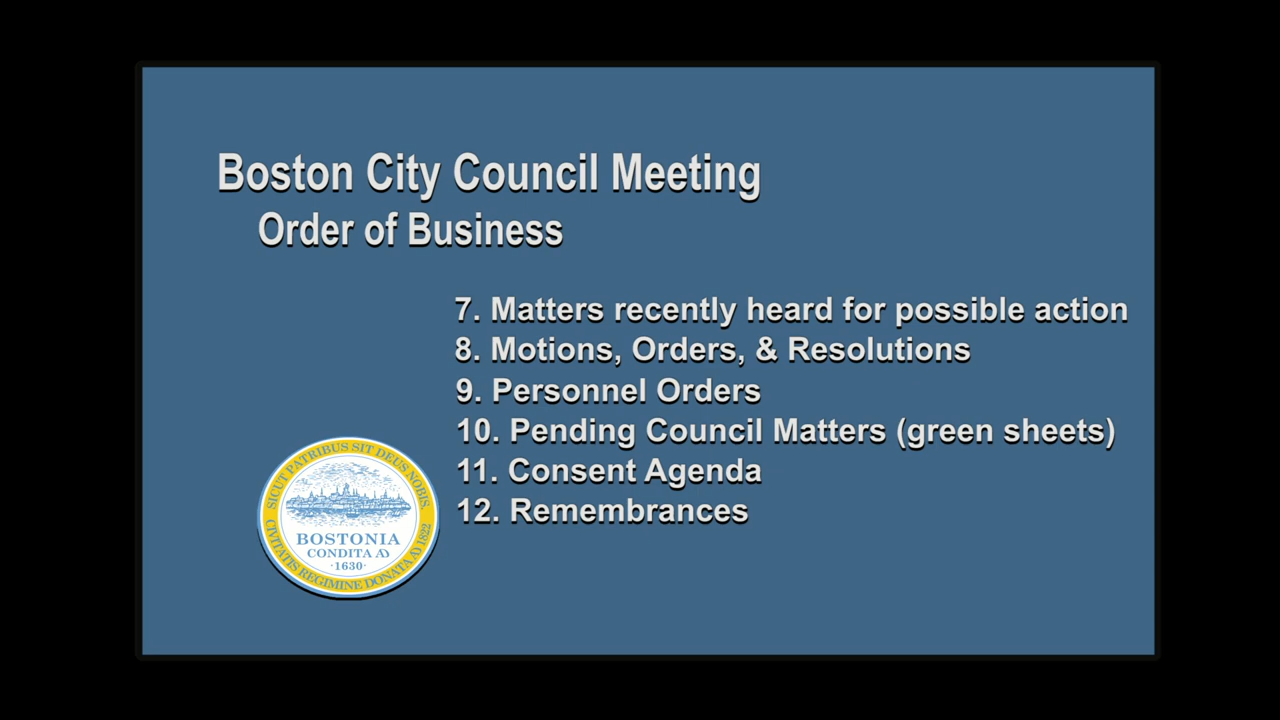 Boston City Council Meeting
Order of Business
7. Matters recently heard for possible action
8. Motions, Orders, & Resolutions
9. Personnel Orders
10. Pending Council Matters (green sheets)
11. Consent Agenda
12. Remembrances
SICUT PATRIBUS SIT DEUS NOBIS.
BOSTONIA
CONDITA AD
·1630·
CIVITATIS REGIMINE DONATA AD 1822